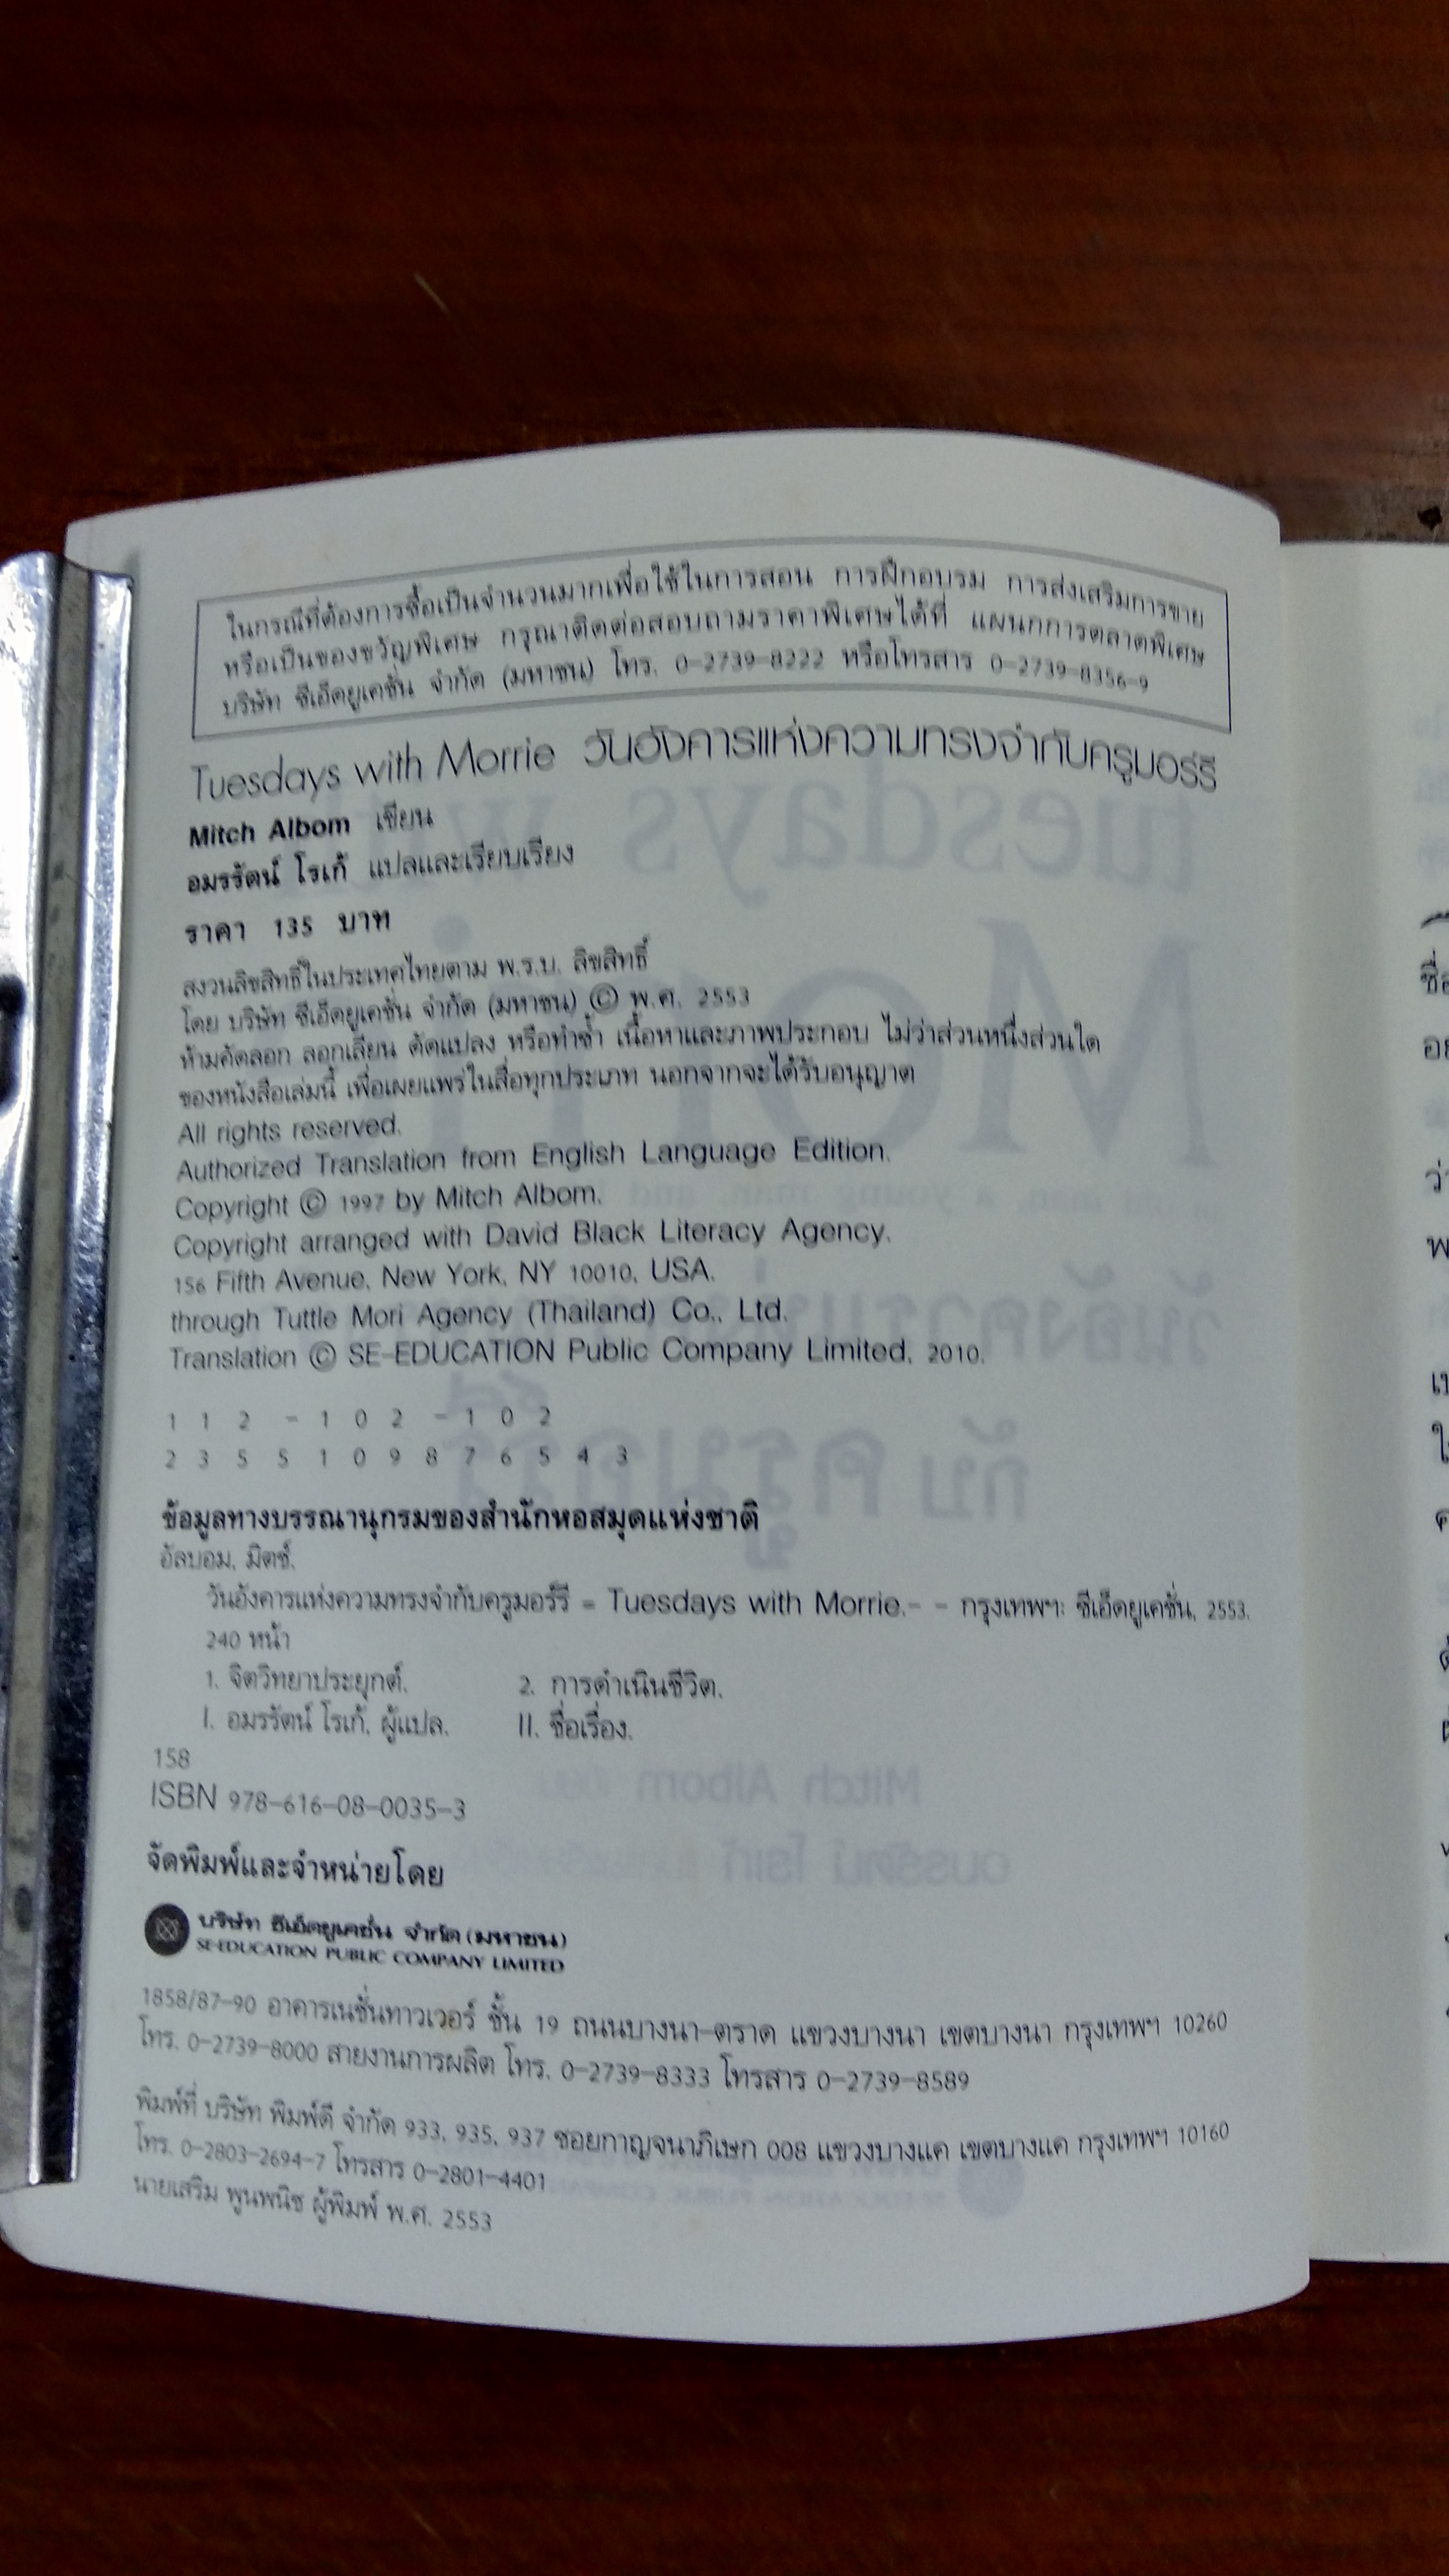 ในกรณีที่ต้องการซื้อเป็นจำนวนมากเพื่อใช้ในการสอน การฝึกอบรม การส่งเสริมการขาย
หรือเป็นของขวัญพิเศษ กรุณาติดต่อสอบถามราคาพิเศษได้ที่ แผนกการตลาดพิเศษ
บริษัท ซีเอ็ดยูเคชั่น จำกัด (มหาชน) โทร. 0-2739-8222 หรือโทรสาร 0-2739-8356-9
Tuesdays with Morrie วันอังคารแห่งความทรงจำกับครูมอร์รี
Mitch Albom เขียน
อมรรัตน์ โรเก้ แปลและเรียบเรียง
ราคา 135 บาท
สงวนลิขสิทธิ์ในประเทศไทยตาม พ.ร.บ. ลิขสิทธิ์
โดย บริษัท ซีเอ็ดยูเคชั่น จำกัด (มหาชน) © พ.ศ. 2553
ห้ามคัดลอก ลอกเลียน ดัดแปลง หรือทำซ้ำ เนื้อหาและภาพประกอบ ไม่ว่าส่วนหนึ่งส่วนใด
ของหนังสือเล่มนี้ เพื่อเผยแพร่ในสื่อทุกประเภท นอกจากจะได้รับอนุญาต
All rights reserved.
Authorized Translation from English Language Edition.
Copyright © 1997 by Mitch Albom.
Copyright arranged with David Black Literacy Agency.
156 Fifth Avenue, New York, NY 10010, USA.
through Tuttle Mori Agency (Thailand) Co., Ltd.
Translation © SE-EDUCATION Public Company Limited, 2010.
1 1 2 - 1 0 2 - 1 0 2
2 3 5 5 1 0 9 8 7 6 5 4 3
ข้อมูลทางบรรณานุกรมของสำนักหอสมุดแห่งชาติ
อัลบอม, มิตช์.
วันอังคารแห่งความทรงจำกับครูมอร์รี = Tuesdays with Morrie.- - กรุงเทพฯ: ซีเอ็ดยูเคชั่น, 2553.
240 หน้า
1. จิตวิทยาประยุกต์. 2. การดำเนินชีวิต.
I. อมรรัตน์ โรเก้, ผู้แปล. II. ชื่อเรื่อง.
158
ISBN 978-616-08-0035-3
จัดพิมพ์และจำหน่ายโดย
บริษัท ซีเอ็ดยูเคชั่น จำกัด (มหาชน)
SE-EDUCATION PUBLIC COMPANY LIMITED
1858/87-90 อาคารเนชั่นทาวเวอร์ ชั้น 19 ถนนบางนา-ตราด แขวงบางนา เขตบางนา กรุงเทพฯ 10260
โทร. 0-2739-8000 สายงานการผลิต โทร. 0-2739-8333 โทรสาร 0-2739-8589
พิมพ์ที่ บริษัท พิมพ์ดี จำกัด 933, 935, 937 ซอยกาญจนาภิเษก 008 แขวงบางแค เขตบางแค กรุงเทพฯ 10160
โทร. 0-2803-2694-7 โทรสาร 0-2801-4401
นายเสริม พูนพนิช ผู้พิมพ์ พ.ศ. 2553